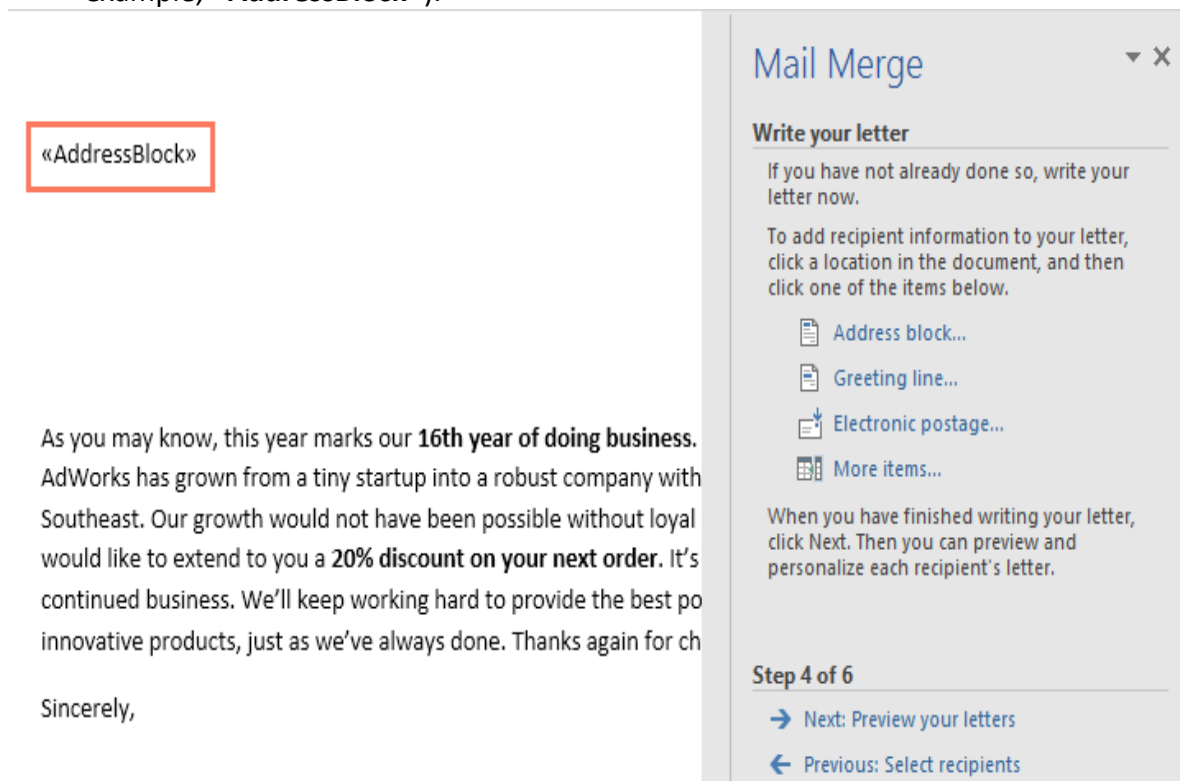 example, "AddressBlock").
Mail Merge
«AddressBlock»
Write your letter
If you have not already done so, write your
letter now.
To add recipient information to your letter,
click a location in the document, and then
click one of the items below.
Address block...
Greeting line...
Electronic postage...
More items...
When you have finished writing your letter,
click Next. Then you can preview and
personalize each recipient's letter.
As you may know, this year marks our 16th year of doing business.
AdWorks has grown from a tiny startup into a robust company with
Southeast. Our growth would not have been possible without loyal
would like to extend to you a 20% discount on your next order. It's
continued business. We'll keep working hard to provide the best po
innovative products, just as we've always done. Thanks again for ch
Sincerely,
Step 4 of 6
Next: Preview your letters
Previous: Select recipients